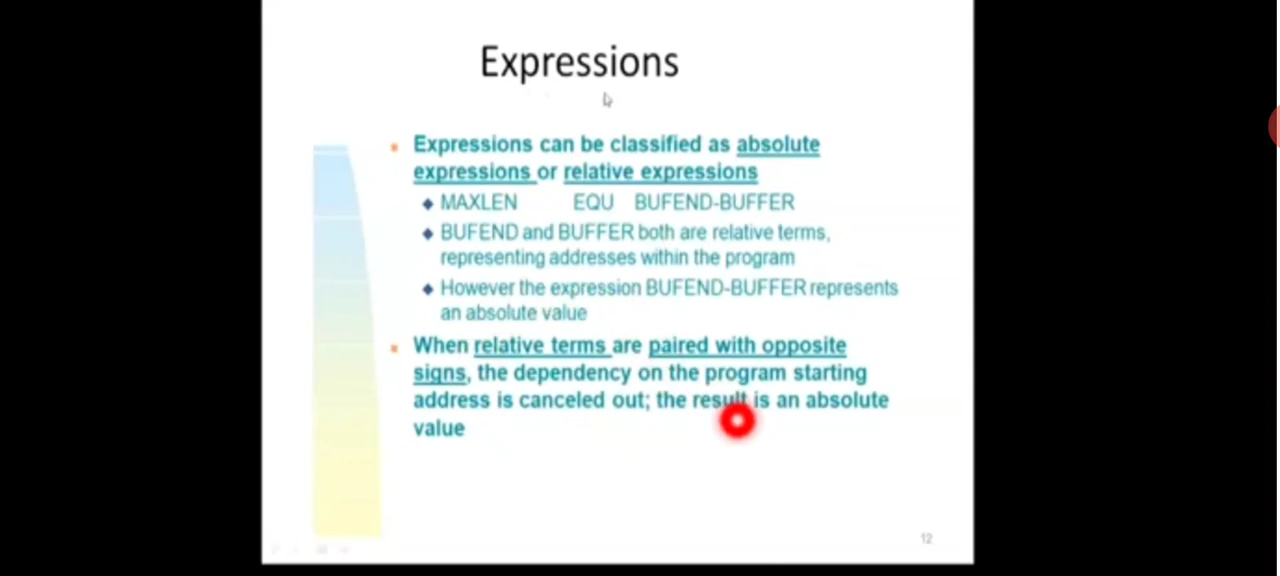 Expressions
Expressions can be classified as absolute
expressions or relative expressions
MAXLEN EQU BUFEND-BUFFER
BUFEND and BUFFER both are relative terms,
representing addresses within the program
However the expression BUFEND-BUFFER represents
an absolute value
When relative terms are paired with opposite
signs, the dependency on the program starting
address is canceled out; the result is an absolute
value
12